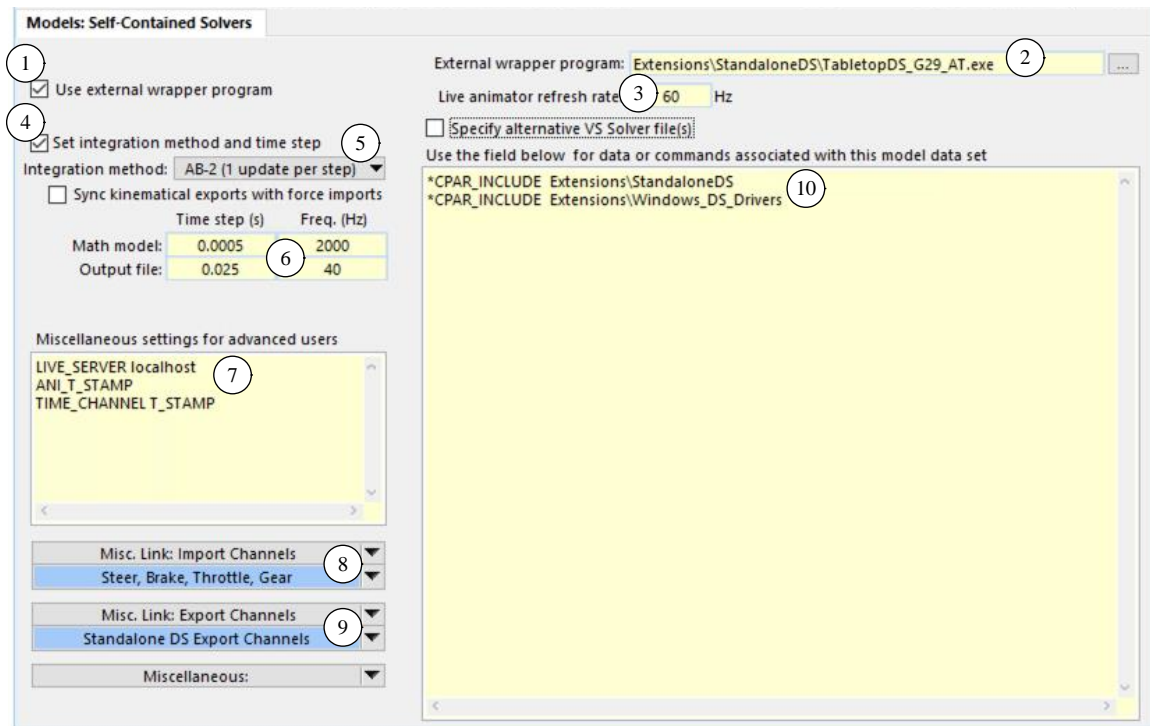 Models: Self-Contained Solvers
1
Use external wrapper program
External wrapper program: Extensions\StandaloneDS\TabletopDS_G29_AT.exe 2 ...
Live animator refresh rate 3 60 Hz
4
Set integration method and time step 5
Integration method: AB-2 (1 update per step)
Sync kinematical exports with force imports
Time step (s) Freq. (Hz)
Math model: 0.0005 2000
6
Output file: 0.025 40
Specify alternative VS Solver file(s)
Use the field below for data or commands associated with this model data set
*CPAR_INCLUDE Extensions\StandaloneDS
*CPAR_INCLUDE Extensions\Windows_DS_Drivers
10
Miscellaneous settings for advanced users
LIVE_SERVER localhost
7
ANI_T_STAMP
TIME_CHANNEL T_STAMP
Misc. Link: Import Channels
8
Steer, Brake, Throttle, Gear
Misc. Link: Export Channels
9
Standalone DS Export Channels
Miscellaneous: